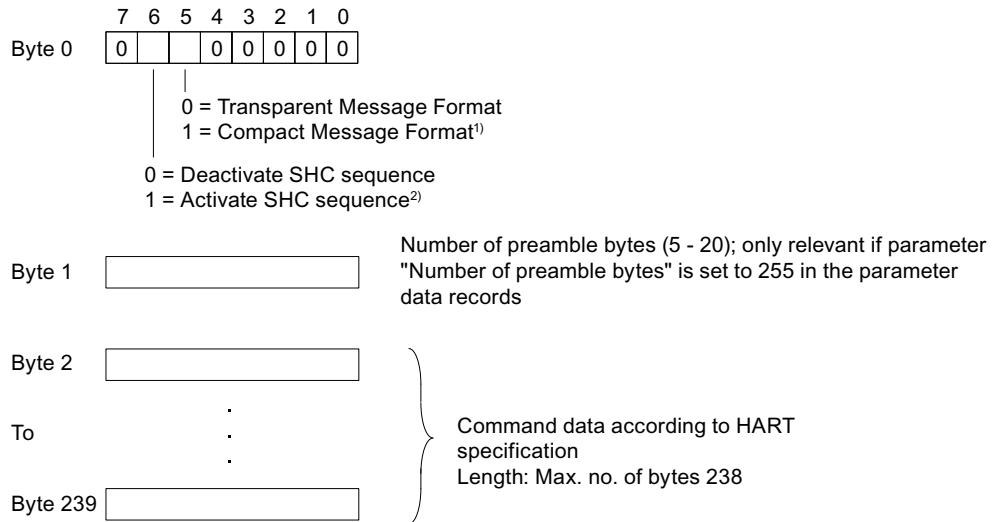 7 6 5 4 3 2 1 0
Byte 0 0 0 0 0 0 0
0 = Transparent Message Format
1 = Compact Message Format1)
0 = Deactivate SHC sequence
1 = Activate SHC sequence2)
Number of preamble bytes (5 - 20); only relevant if parameter
Byte 1 "Number of preamble bytes" is set to 255 in the parameter
data records
Byte 2
To
Command data according to HART
specification
Length: Max. no. of bytes 238
Byte 239